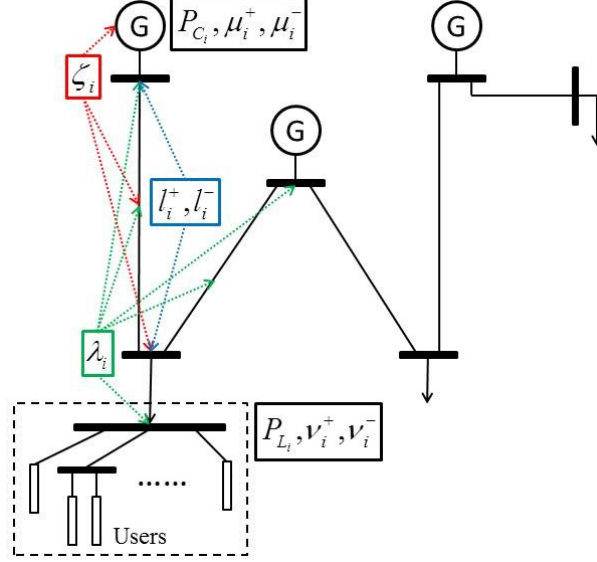 G
P_{C_i}, μ_i^+, μ_i^-
G
ζ_i
G
l_i^+, l_i^-
λ_i
P_{L_i}, ν_i^+, ν_i^-
......
Users